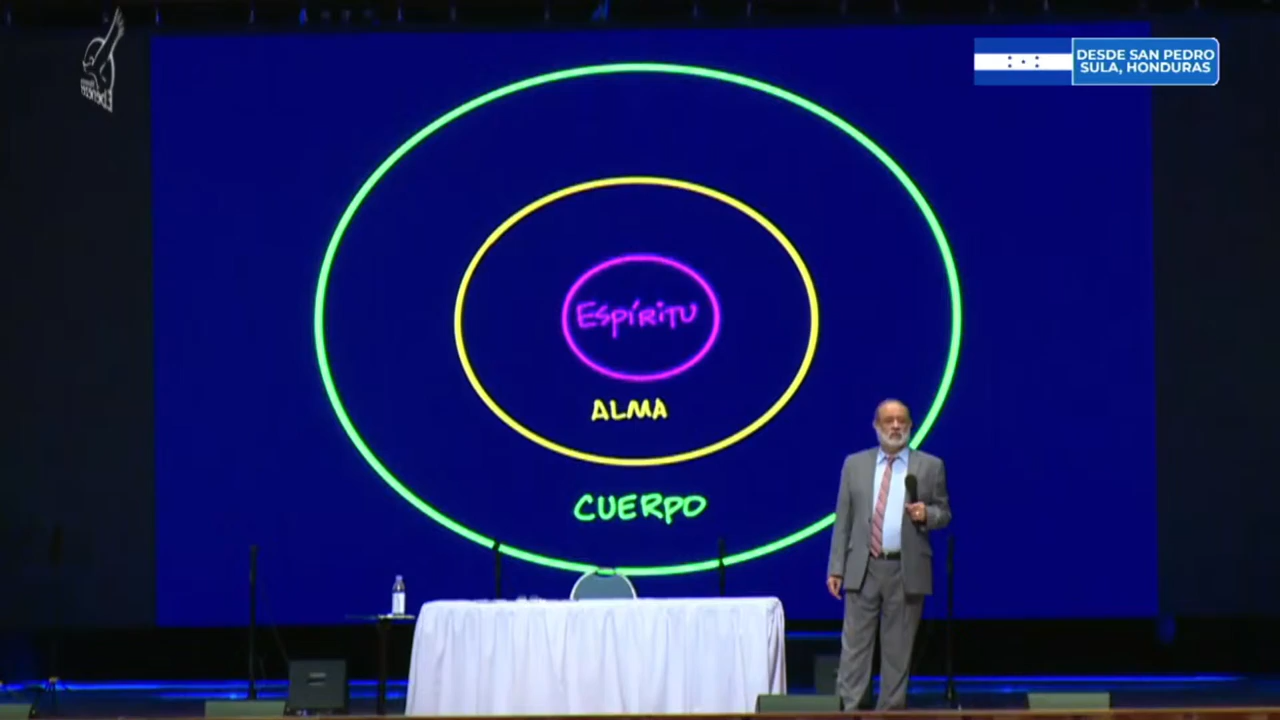 DESDE SAN PEDRO
SULA, HONDURAS
Espíritu
ALMA
CUERPO